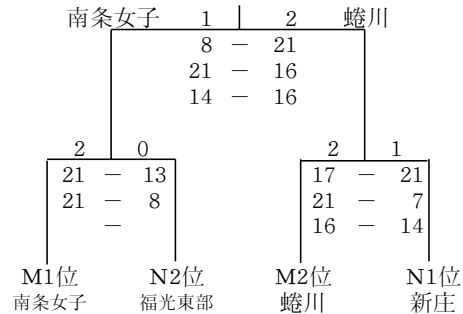 南条女子 1 2 蜷川
8 － 21
21 － 16
14 － 16
2 0 2 1
21 － 13 17 － 21
21 － 8 21 － 7
－ 16 － 14
M1位 N2位 M2位 N1位
南条女子 福光東部 蜷川 新庄